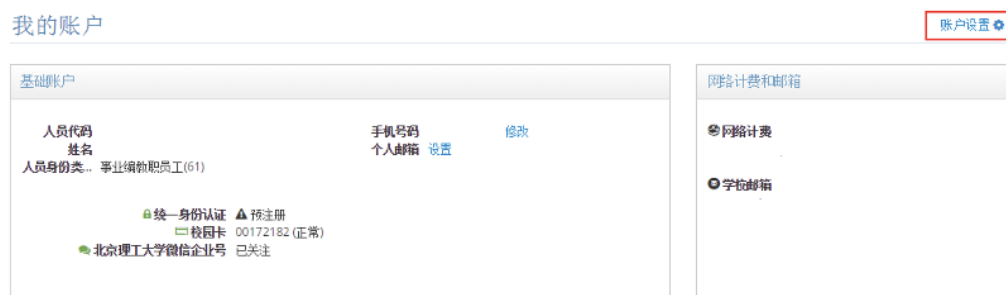 我的账户
账户设置
基础账户
人员代码
手机号码 修改
姓名
个人邮箱 设置
人员身份类... 事业编教职员工(61)
统一身份认证 预注册
校园卡 00172182 (正常)
北京理工大学微信企业号 已关注
网络计费和邮箱
网络计费
学校邮箱